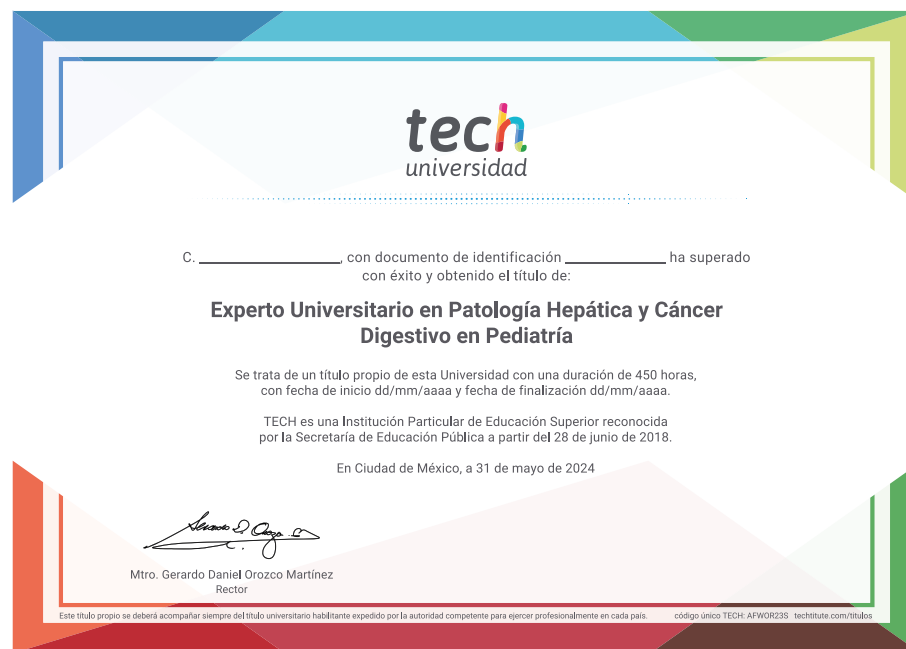 tech
universidad
C. ____________, con documento de identificación ____________ ha superado
con éxito y obtenido el título de:
Experto Universitario en Patología Hepática y Cáncer
Digestivo en Pediatría
Se trata de un título propio de esta Universidad con una duración de 450 horas,
con fecha de inicio dd/mm/aaaa y fecha de finalización dd/mm/aaaa.
TECH es una Institución Particular de Educación Superior reconocida
por la Secretaría de Educación Pública a partir del 28 de junio de 2018.
En Ciudad de México, a 31 de mayo de 2024
Mtro. Gerardo Daniel Orozco Martínez
Rector
Este título propio se deberá acompañar siempre del título universitario habilitante expedido por la autoridad competente para ejercer profesionalmente en cada país. código único TECH: AFWOR23S techtitute.com/titulos